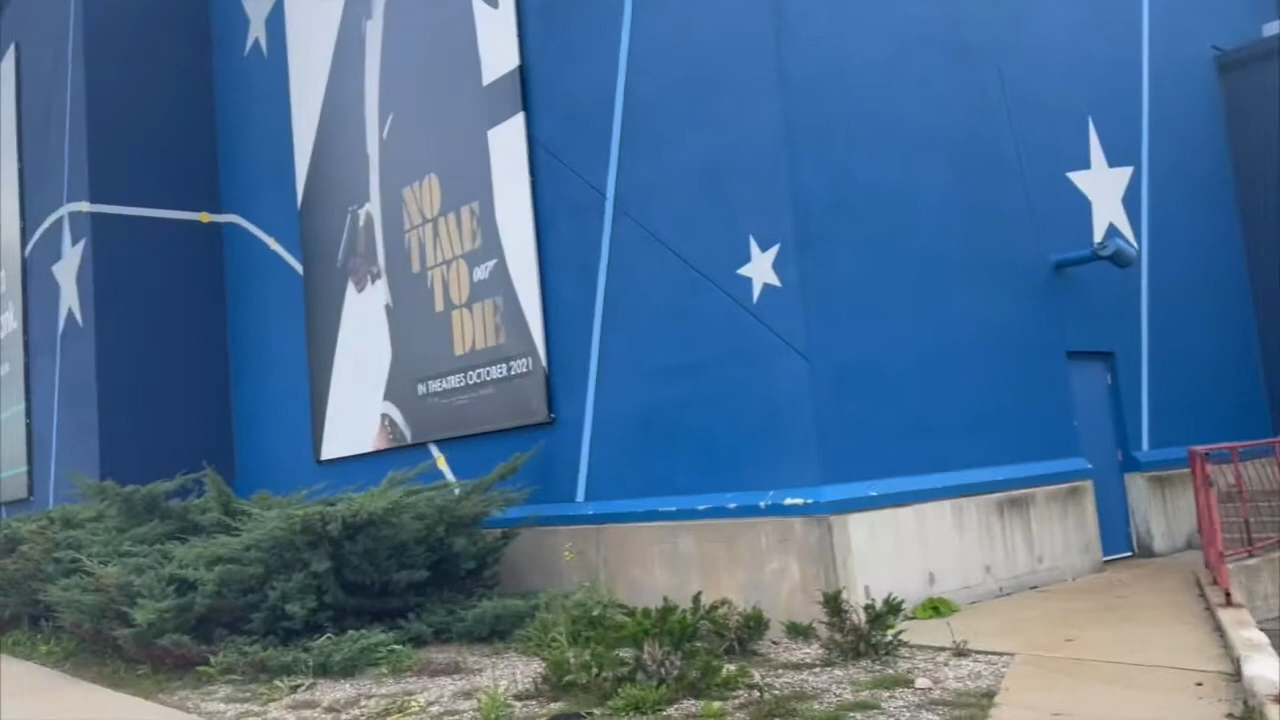 NO
TIME
TO 007
DIE
IN THEATRES OCTOBER 2021